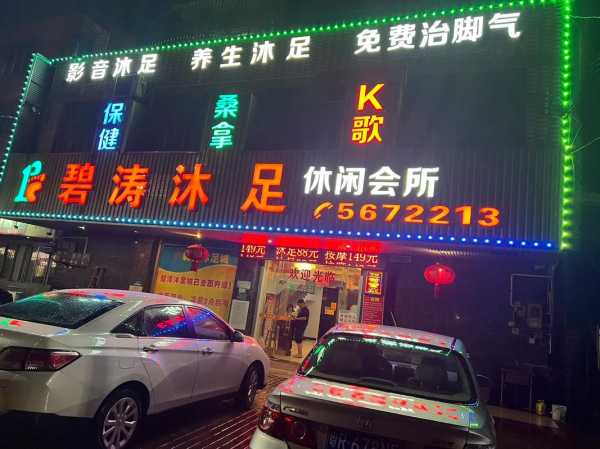 影音沐足 养生沐足 免费治脚气
保健 桑拿 K歌
碧涛沐足 休闲会所
5672213
149元 沐足88元 按摩149元
欢迎光临